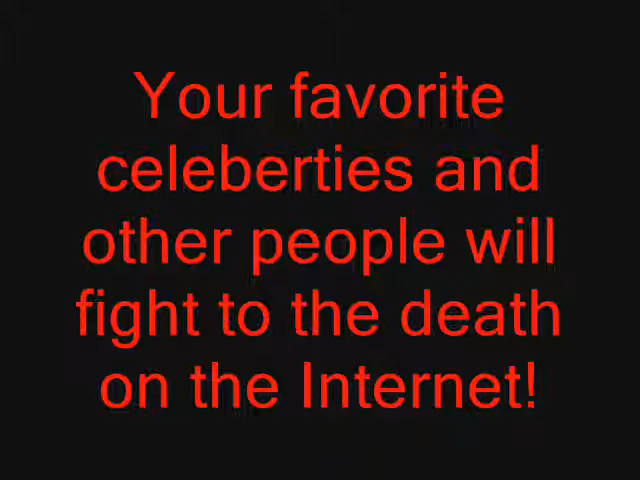 Your favorite
celeberties and
other people will
fight to the death
on the Internet!